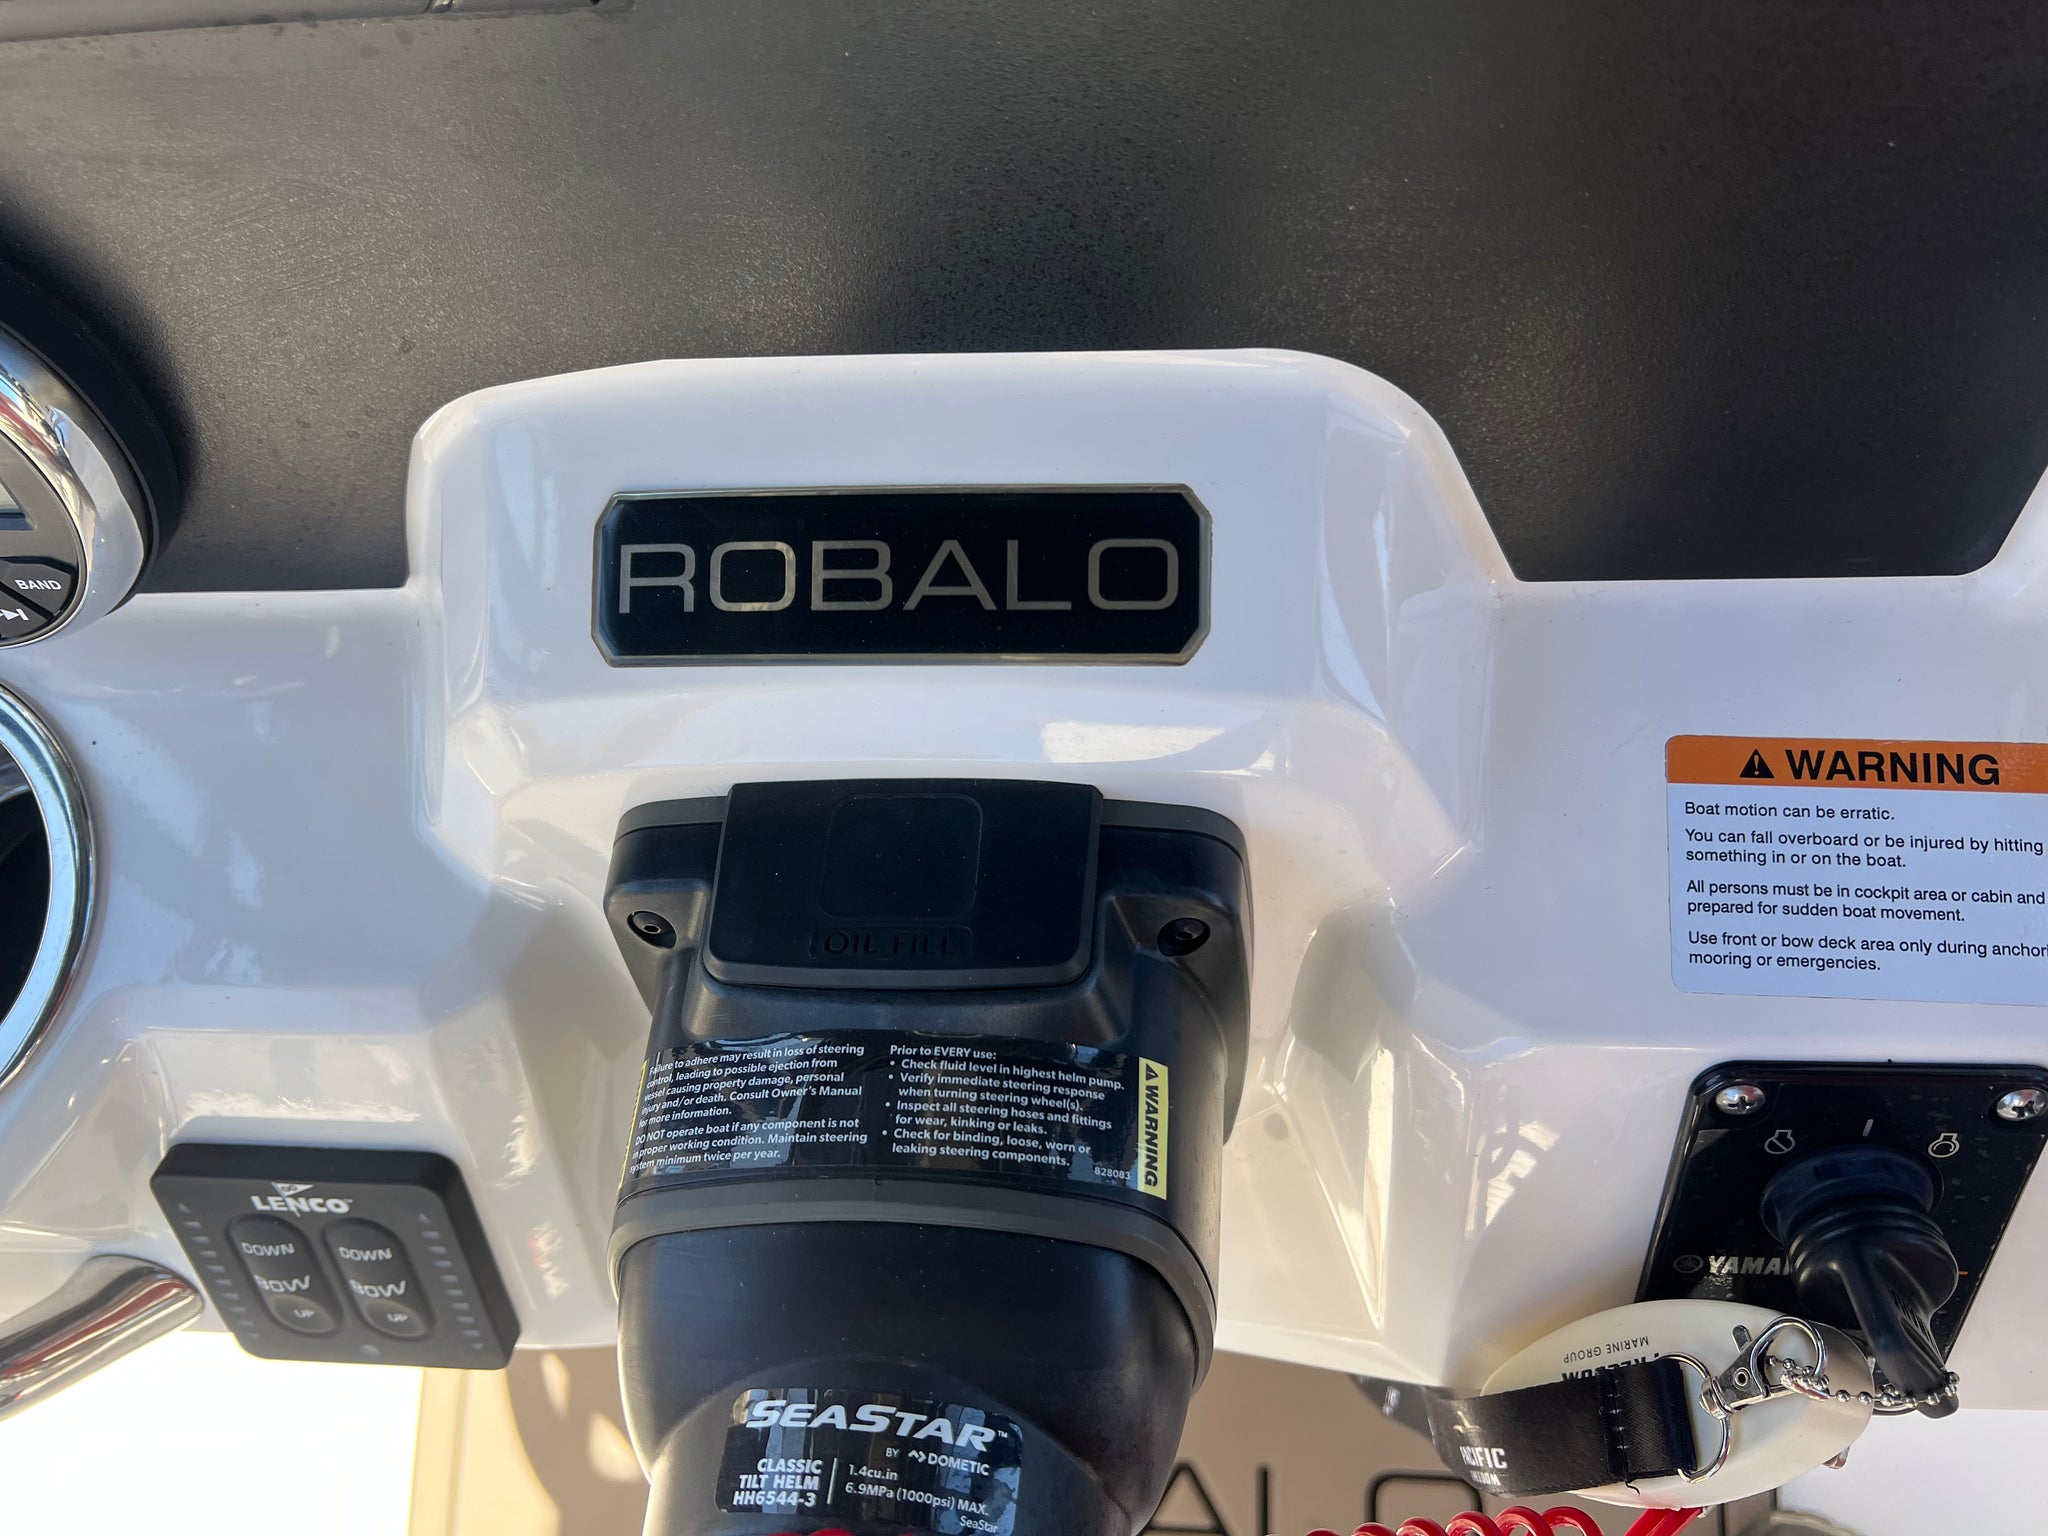 BAND
ROBALO
WARNING
Boat motion can be erratic.
You can fall overboard or be injured by hitting
something in or on the boat.
All persons must be in cockpit area or cabin and
prepared for sudden boat movement.
Use front or bow deck area only during
mooring or emergencies.
OIL FILL
Failure to adhere may result in loss of steering
control, leading to possible ejection from
vessel causing property damage, personal
injury and/or death. Consult Owner's Manual
for more information.
DO NOT operate boat if any component is not
in proper working condition. Maintain steering
system minimum twice per year.
Prior to EVERY use:
• Check fluid level in highest helm pump.
• Verify immediate steering response
when turning steering wheel(s).
• Inspect all steering hoses and fittings
for wear, kinking or leaks.
• Check for binding, loose, worn or
leaking steering components.
828083
WARNING
LENCO™
DOWN DOWN
BOW BOW
UP UP
YAMA
MARINE GROUP
SEASTAR™
BY DOMETIC
CLASSIC
TILT HELM
HH6544-3
1.4cu.in
6.9MPa (1000psi) MAX.
SeaStar
ALO